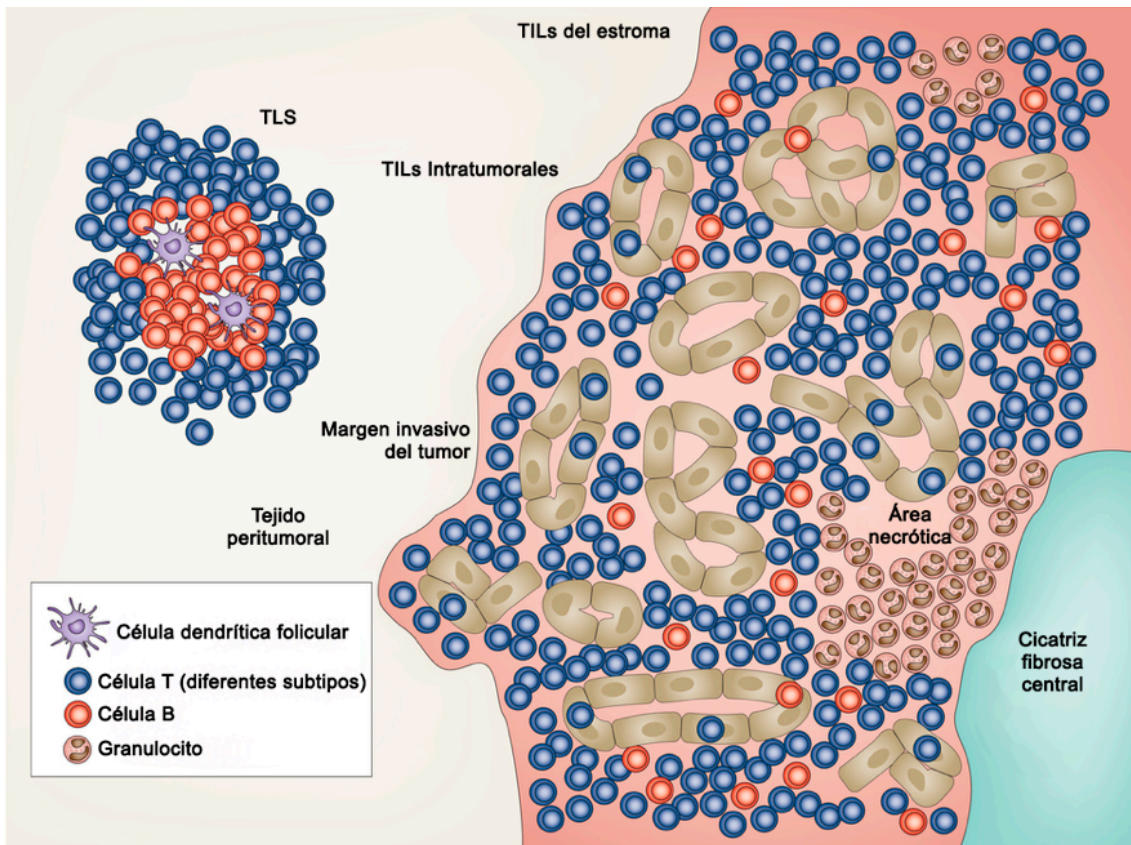 TILs del estroma
TLS
TILs Intratumorales
Margen invasivo
del tumor
Tejido
peritumoral
Área
necrótica
Cicatriz
fibrosa
central
Célula dendrítica folicular
Célula T (diferentes subtipos)
Célula B
Granulocito